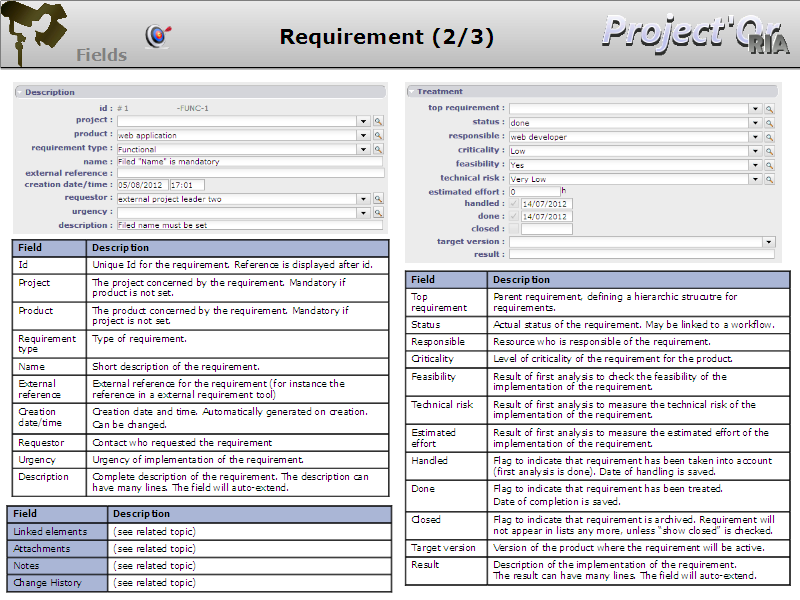 Fields
Requirement (2/3)
Project'Or
RIA
Description
id : # 1 -FUNC-1
project :
product : web application
requirement type : Functional
name : Filed "Name" is mandatory
external reference :
creation date/time : 05/08/2012 17:01
requestor : external project leader two
urgency :
description : Filed name must be set
Field Description
Id Unique Id for the requirement. Reference is displayed after id.
Project The project concerned by the requirement. Mandatory if
product is not set.
Product The product concerned by the requirement. Mandatory if
project is not set.
Requirement Type of requirement.
type
Name Short description of the requirement.
External External reference for the requirement (for instance the
reference reference in a external requirement tool)
Creation Creation date and time. Automatically generated on creation.
date/time Can be changed.
Requestor Contact who requested the requirement
Urgency Urgency of implementation of the requirement.
Description Complete description of the requirement. The description can
have many lines. The field will auto-extend.
Field Description
Linked elements (see related topic)
Attachments (see related topic)
Notes (see related topic)
Change History (see related topic)
Treatment
top requirement :
status : done
responsible : web developer
criticality : Low
feasibility : Yes
technical risk : Very Low
estimated effort : 0 h
handled : 14/07/2012
done : 14/07/2012
closed :
target version :
result :
Field Description
Top Parent requirement, defining a hierarchic strucutre for
requirement requirements.
Status Actual status of the requirement. May be linked to a workflow.
Responsible Resource who is responsible of the requirement.
Criticality Level of criticality of the requirement for the product.
Feasibility Result of first analysis to check the feasibility of the
implementation of the requirement.
Technical risk Result of first analysis to measure the technical risk of the
implementation of the requirement.
Estimated Result of first analysis to measure the estimated effort of the
effort implementation of the requirement.
Handled Flag to indicate that requirement has been taken into account
(first analysis is done). Date of handling is saved.
Done Flag to indicate that requirement has been treated.
Date of completion is saved.
Closed Flag to indicate that requirement is archived. Requirement will
not appear in lists any more, unless "show closed" is checked.
Target version Version of the product where the requirement will be active.
Result Description of the implementation of the requirement.
The result can have many lines. The field will auto-extend.